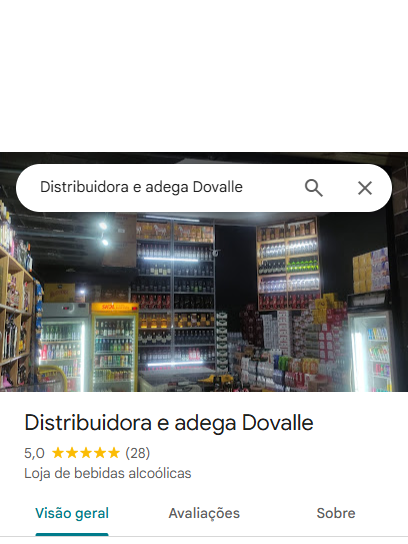 Distribuidora e adega Dovalle
Distribuidora e adega Dovalle
5,0 ★★★★★ (28)
Loja de bebidas alcoólicas
Visão geral Avaliações Sobre